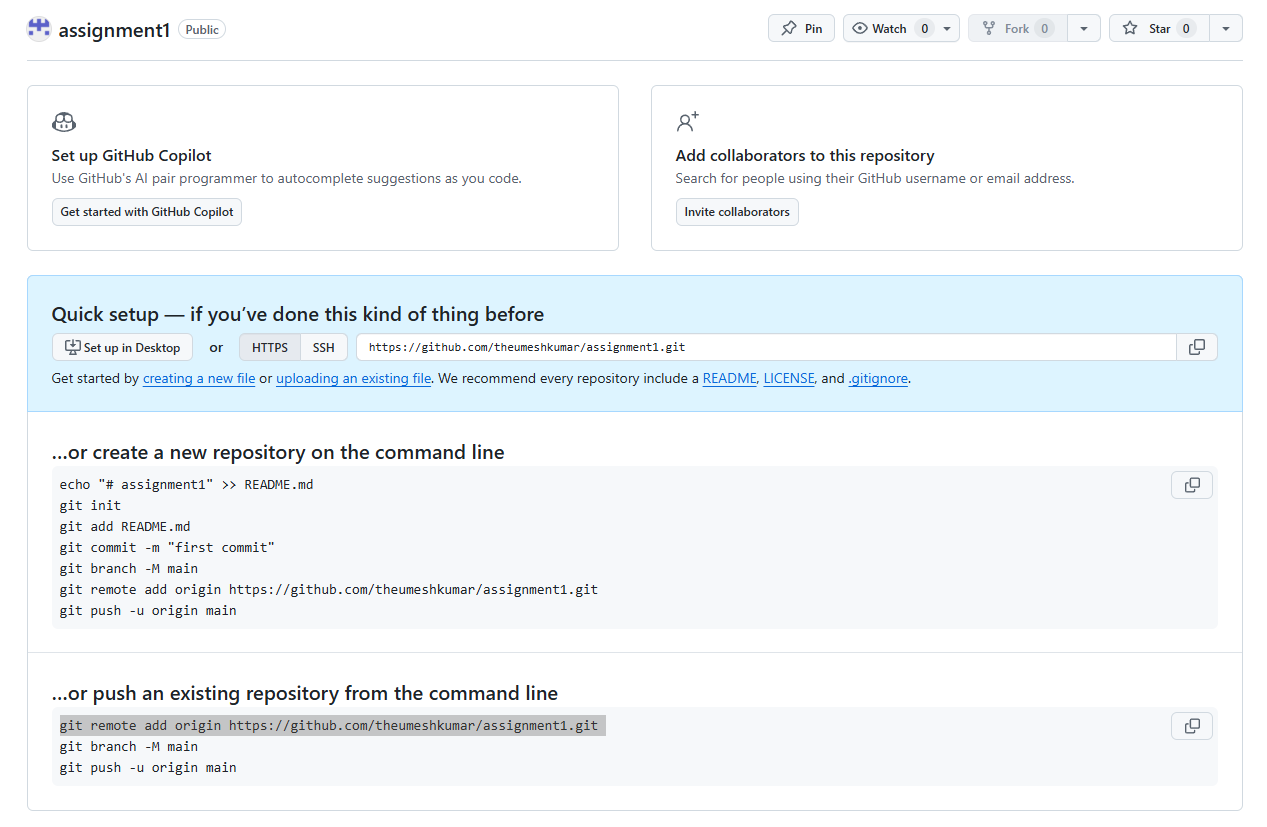 assignment1 Public
Pin
Watch 0
Fork 0
Star 0
Set up GitHub Copilot
Use GitHub's AI pair programmer to autocomplete suggestions as you code.
Get started with GitHub Copilot
Add collaborators to this repository
Search for people using their GitHub username or email address.
Invite collaborators
Quick setup — if you’ve done this kind of thing before
Set up in Desktop or HTTPS SSH https://github.com/theumeshkumar/assignment1.git
Get started by creating a new file or uploading an existing file. We recommend every repository include a README, LICENSE, and .gitignore.
…or create a new repository on the command line
echo "# assignment1" >> README.md
git init
git add README.md
git commit -m "first commit"
git branch -M main
git remote add origin https://github.com/theumeshkumar/assignment1.git
git push -u origin main
…or push an existing repository from the command line
git remote add origin https://github.com/theumeshkumar/assignment1.git
git branch -M main
git push -u origin main